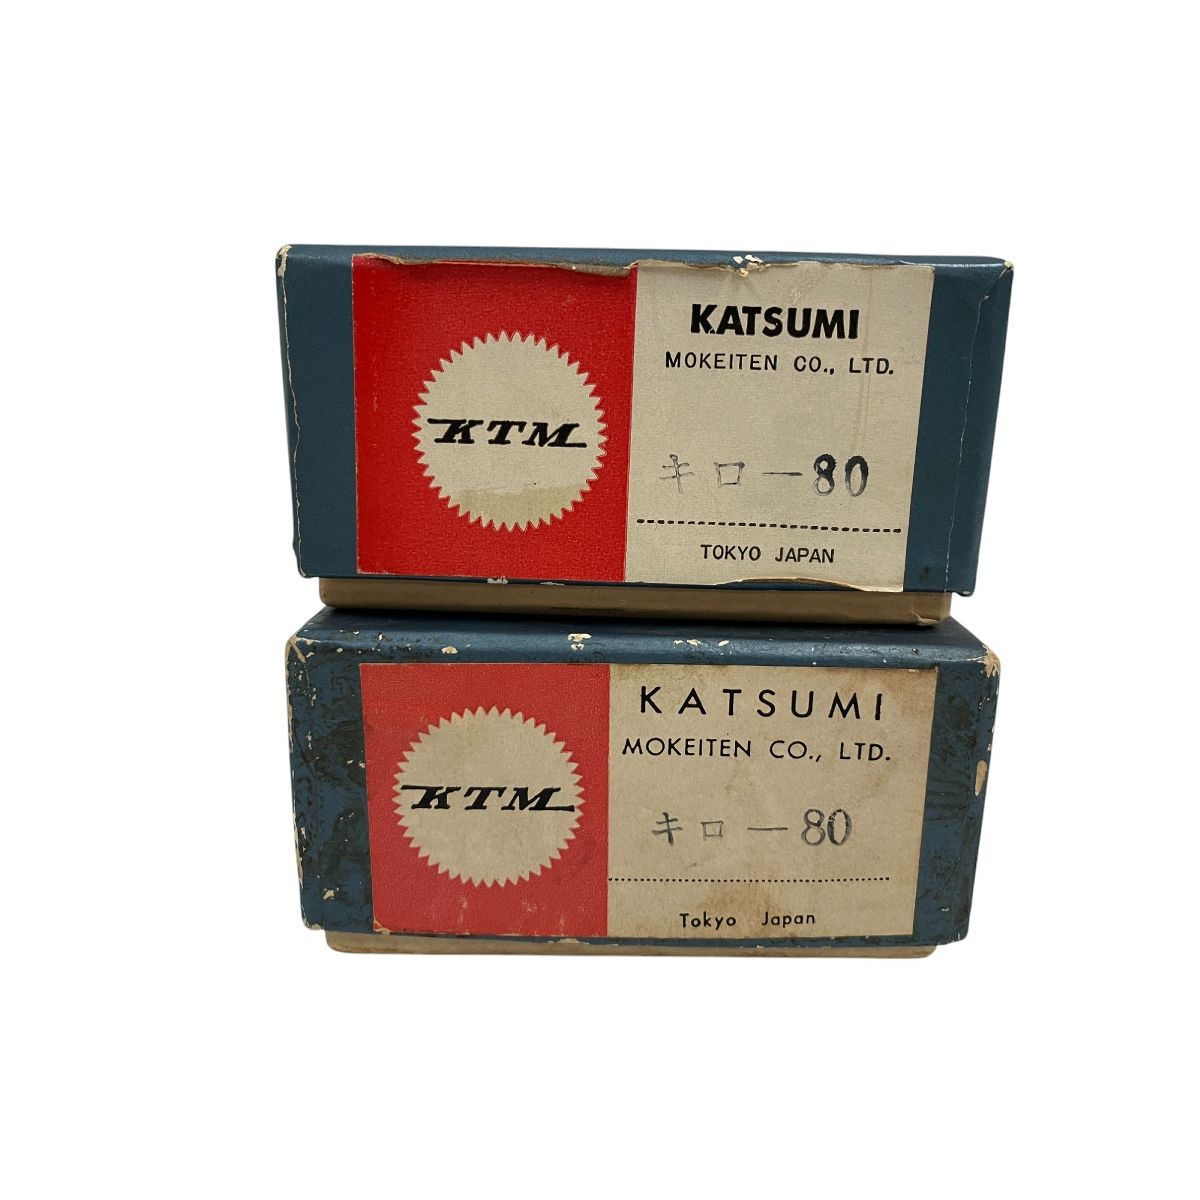 KTM
KATSUMI
MOKEITEN CO., LTD.
キロ-80
TOKYO JAPAN
KTM
KATSUMI
MOKEITEN CO., LTD.
キロ-80
Tokyo Japan